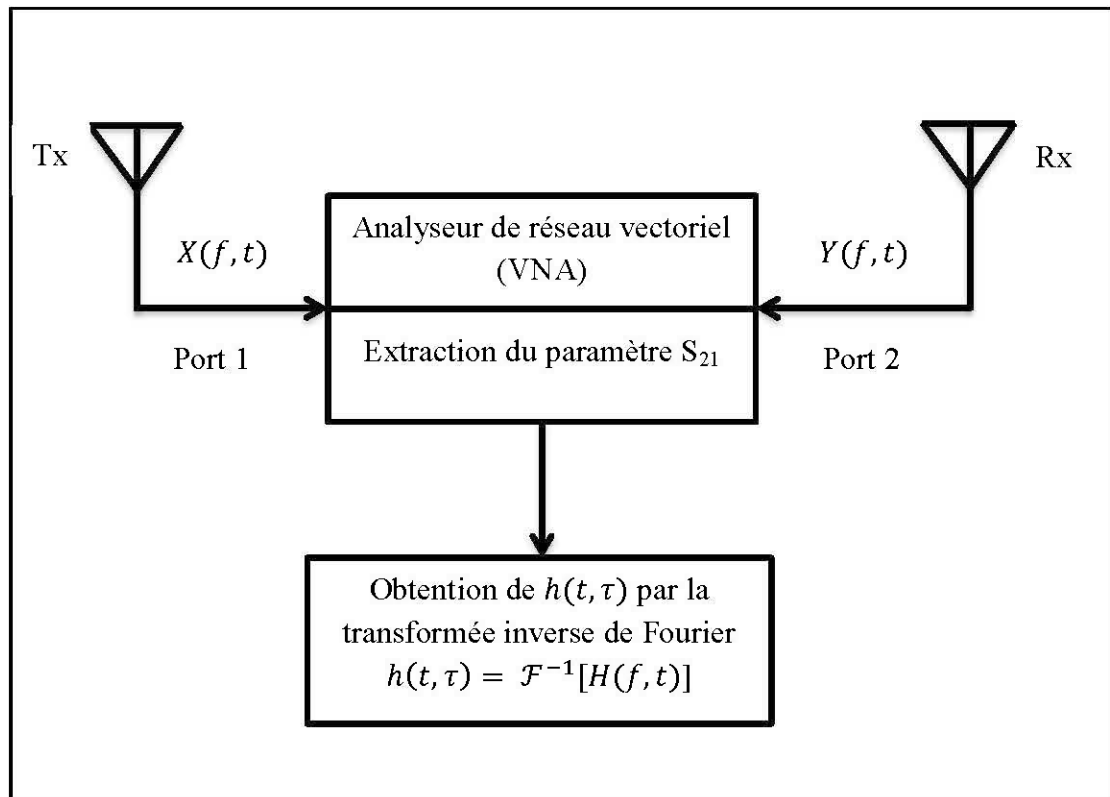 Tx
Rx
Analyseur de réseau vectoriel
(VNA)
X(f, t)
Y(f, t)
Extraction du paramètre S₂₁
Port 1
Port 2
Obtention de h(t, τ) par la
transformée inverse de Fourier
h(t, τ) = ℱ⁻¹[H(f, t)]